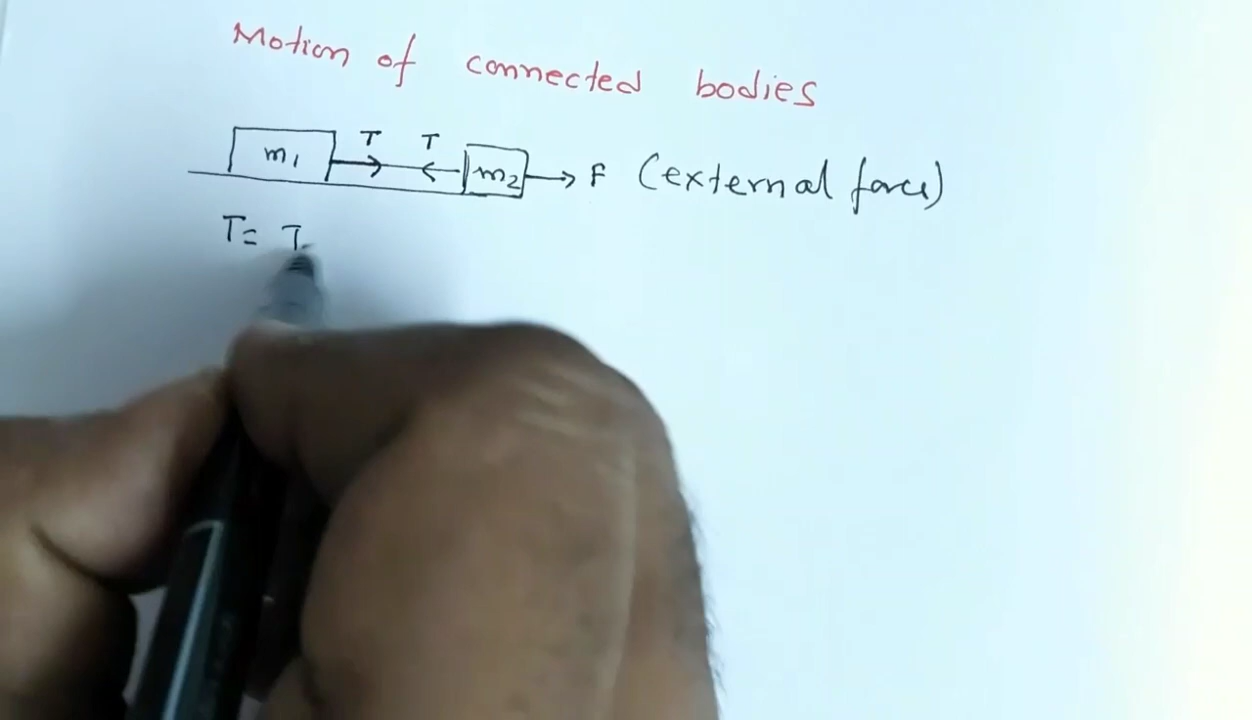 Motion of connected bodies
T T
m1 m2 F (external force)
T= T